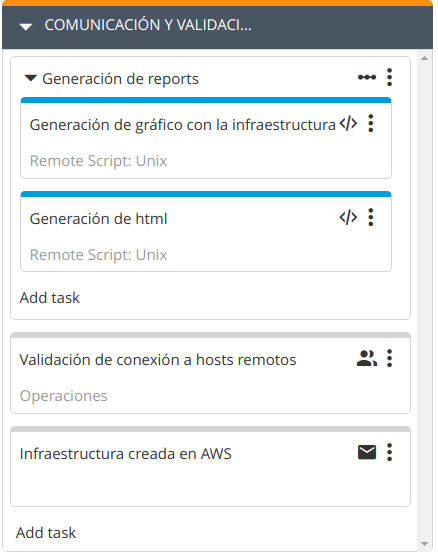 COMUNICACIÓN Y VALIDACI...
Generación de reports
Generación de gráfico con la infraestructura
Remote Script: Unix
Generación de html
Remote Script: Unix
Add task
Validación de conexión a hosts remotos
Operaciones
Infraestructura creada en AWS
Add task